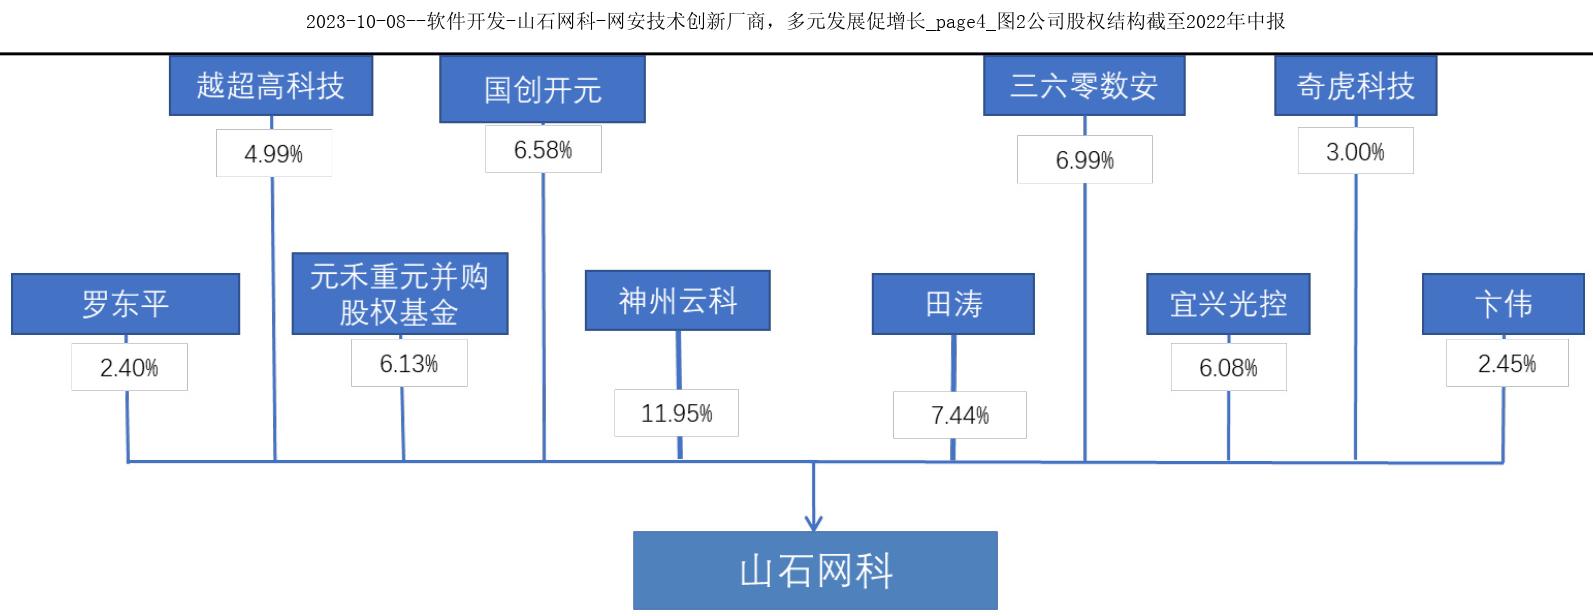 2023-10-08--软件开发-山石网科-网安技术创新厂商，多元发展促增长_page4_图2公司股权结构截至2022年中报
越超高科技
国创开元
三六零数安
奇虎科技
4.99%
6.58%
6.99%
3.00%
罗东平
元禾重元并购
股权基金
神州云科
田涛
宜兴光控
卞伟
2.40%
6.13%
11.95%
7.44%
6.08%
2.45%
山石网科